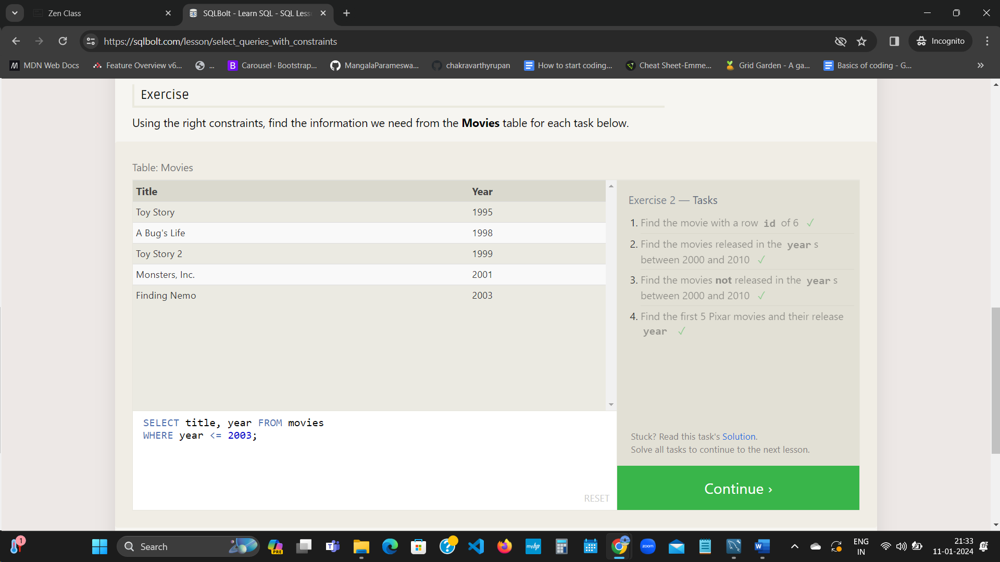 Zen Class
SQLBolt - Learn SQL - SQL Less
https://sqlbolt.com/lesson/select_queries_with_constraints
Incognito
MDN Web Docs
Feature Overview v6...
...
Carousel · Bootstrap...
MangalaParameswa...
chakravarthyrupan
How to start coding...
Cheat Sheet-Emme...
Grid Garden - A ga...
Basics of coding - G...
Exercise
Using the right constraints, find the information we need from the Movies table for each task below.
Table: Movies
Title Year
Toy Story 1995
A Bug's Life 1998
Toy Story 2 1999
Monsters, Inc. 2001
Finding Nemo 2003
SELECT title, year FROM movies
WHERE year <= 2003;
RESET
Exercise 2 — Tasks
1. Find the movie with a row id of 6 ✓
2. Find the movies released in the year s
between 2000 and 2010 ✓
3. Find the movies not released in the year s
between 2000 and 2010 ✓
4. Find the first 5 Pixar movies and their release
year ✓
Stuck? Read this task's Solution.
Solve all tasks to continue to the next lesson.
Continue ›
1
Search
PRE
myhp
zoom
ENG
IN
21:33
11-01-2024